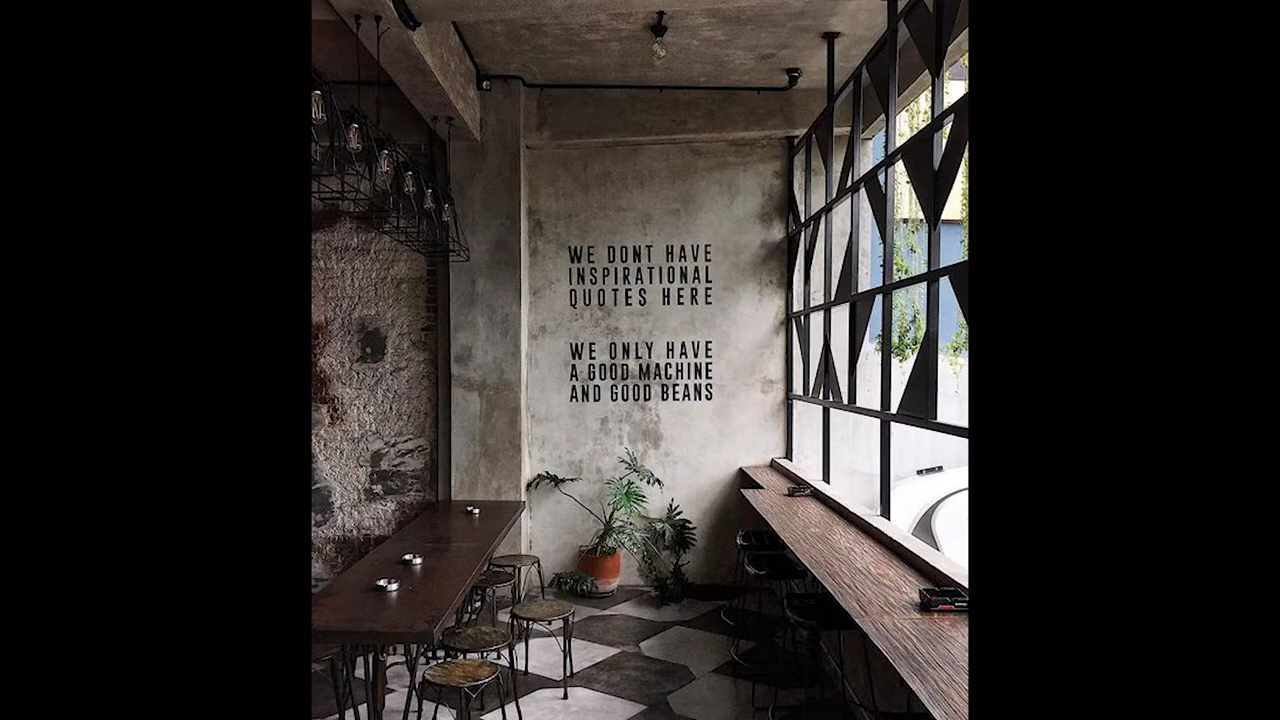 WE DONT HAVE
INSPIRATIONAL
QUOTES HERE
WE ONLY HAVE
A GOOD MACHINE
AND GOOD BEANS